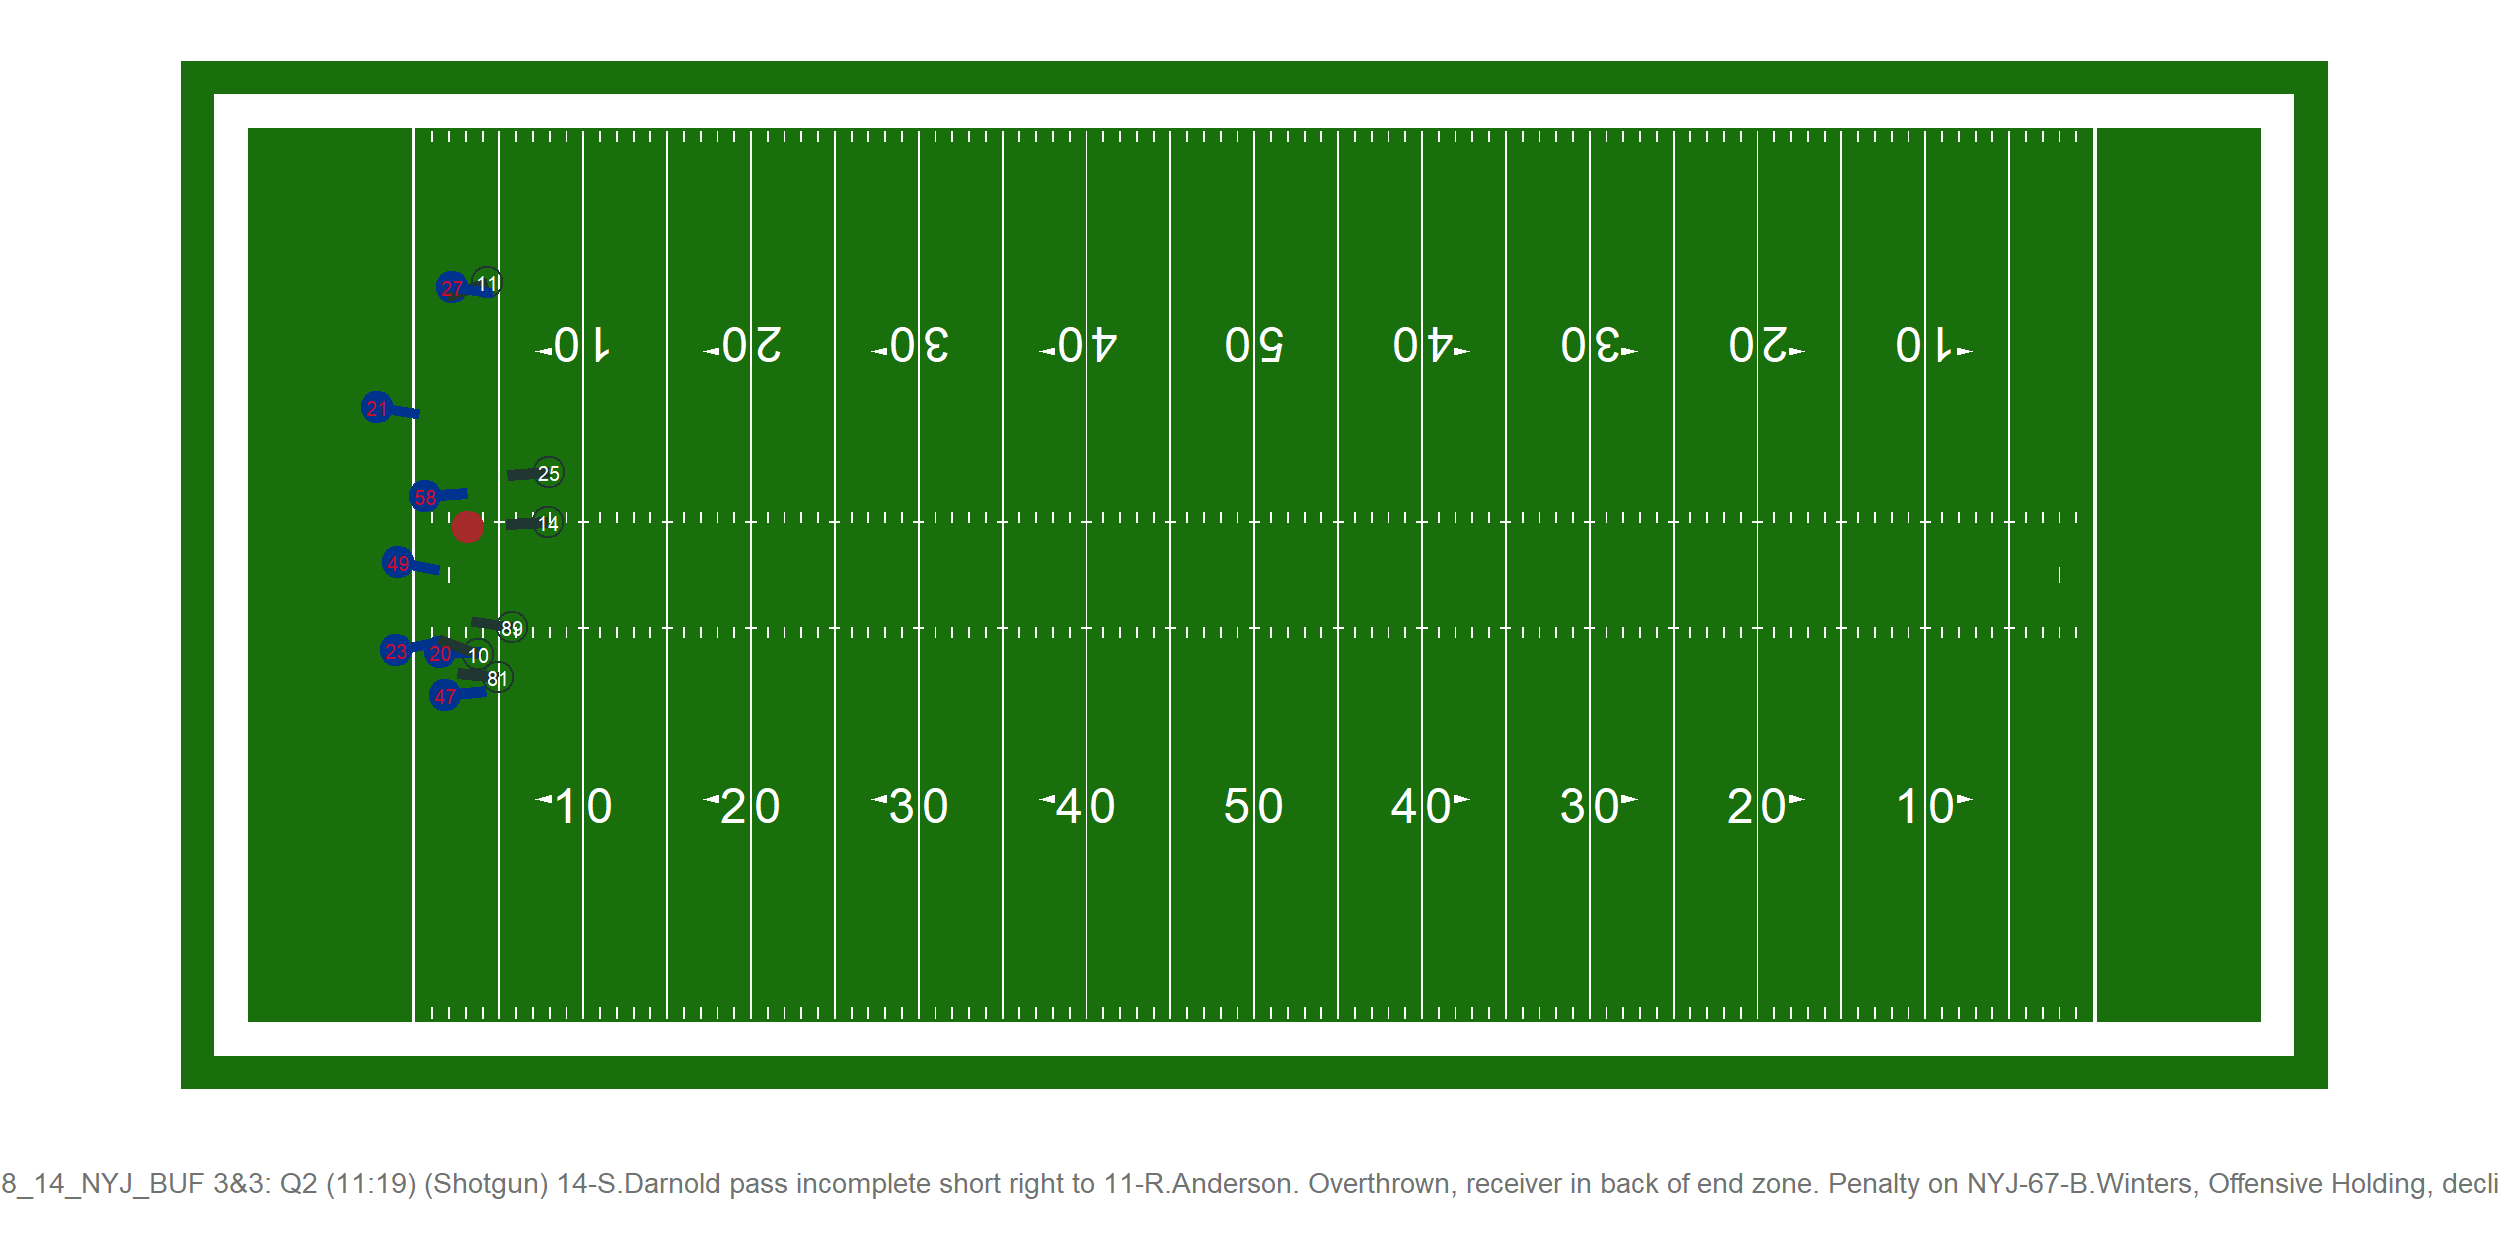 27 11
10 20 30 40 50 40 30 20 10
21
25
58
14
49
89
23 20 10
81
47
10 20 30 40 50 40 30 20 10
8_14_NYJ_BUF 3&3: Q2 (11:19) (Shotgun) 14-S.Darnold pass incomplete short right to 11-R.Anderson. Overthrown, receiver in back of end zone. Penalty on NYJ-67-B.Winters, Offensive Holding, decli